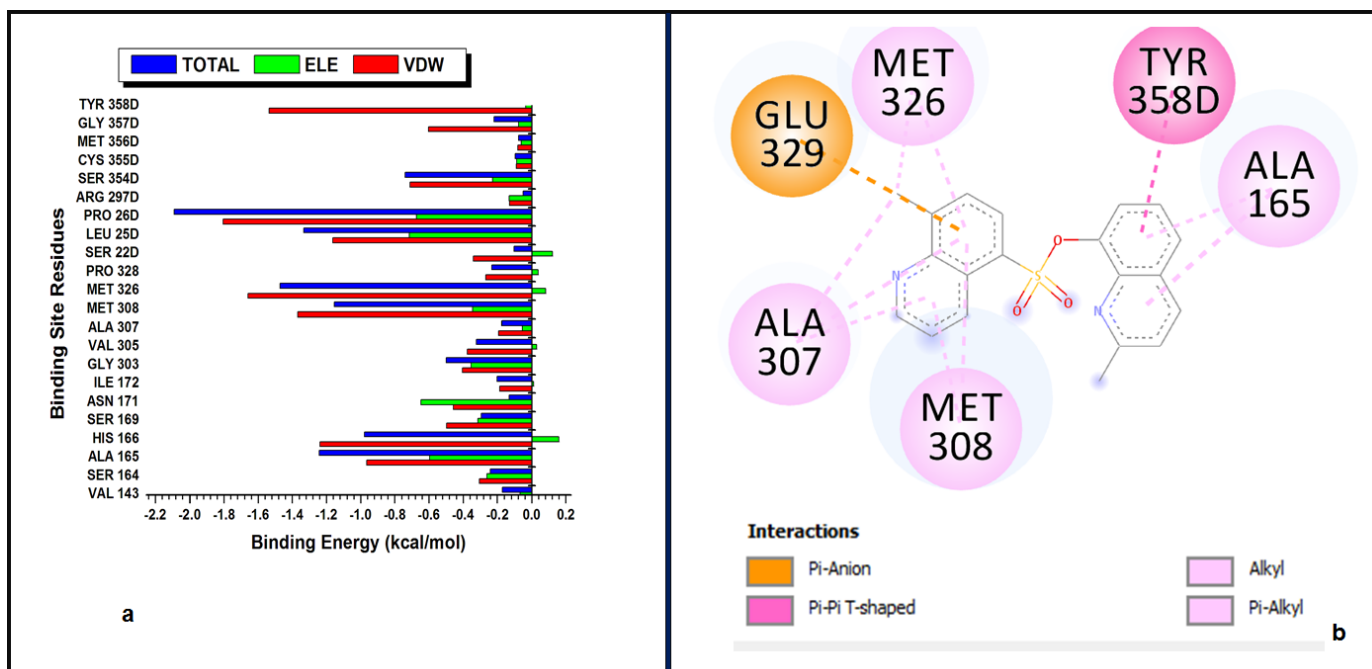 TOTAL ELE VDW
Binding Site Residues
TYR 358D
GLY 357D
MET 356D
CYS 355D
SER 354D
ARG 297D
PRO 26D
LEU 25D
SER 22D
PRO 328
MET 326
MET 308
ALA 307
VAL 305
GLY 303
ILE 172
ASN 171
SER 169
HIS 166
ALA 165
SER 164
VAL 143
-2.2 -2.0 -1.8 -1.6 -1.4 -1.2 -1.0 -0.8 -0.6 -0.4 -0.2 0.0 0.2
Binding Energy (kcal/mol)
a
MET
326
TYR
358D
GLU
329
ALA
165
O
N
S
O
O
N
ALA
307
MET
308
Interactions
Pi-Anion
Alkyl
Pi-Pi T-shaped
Pi-Alkyl
b